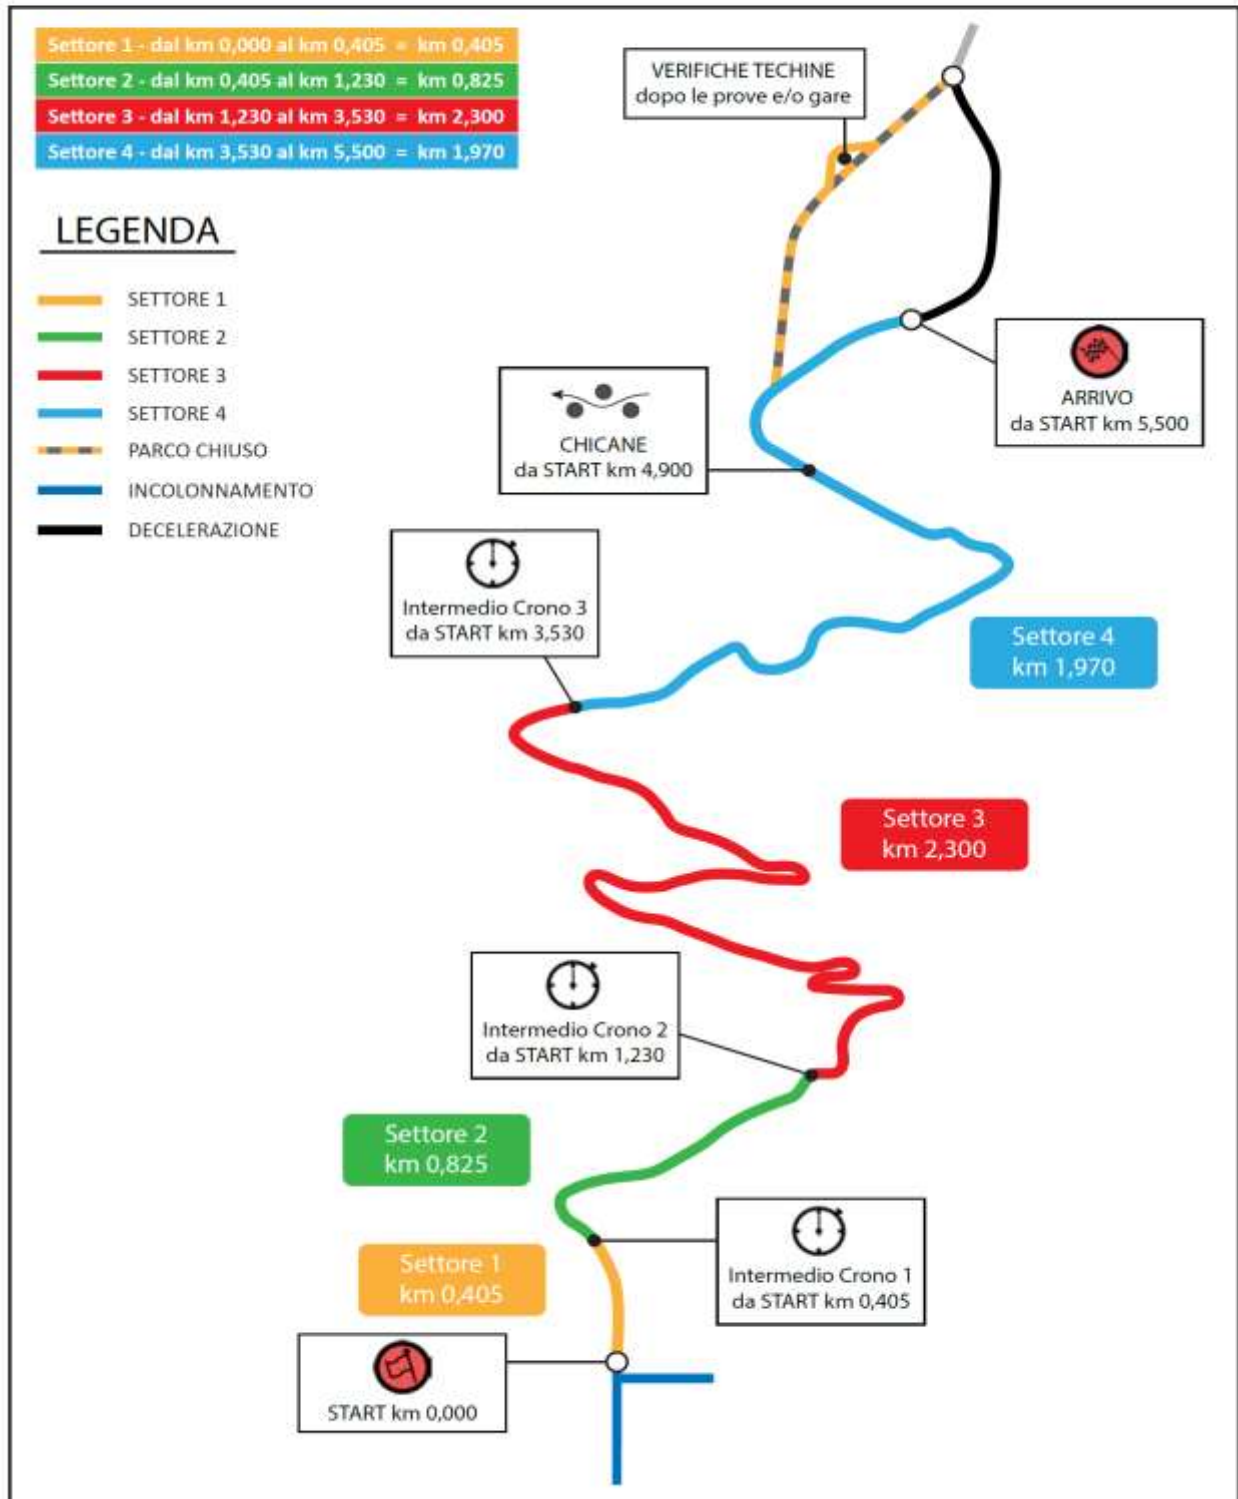 Settore 1 - dal km 0,000 al km 0,405 = km 0,405
Settore 2 - dal km 0,405 al km 1,230 = km 0,825
Settore 3 - dal km 1,230 al km 3,530 = km 2,300
Settore 4 - dal km 3,530 al km 5,500 = km 1,970
LEGENDA
SETTORE 1
SETTORE 2
SETTORE 3
SETTORE 4
PARCO CHIUSO
INCOLONNAMENTO
DECELERAZIONE
VERIFICHE TECHINE
dopo le prove e/o gare
ARRIVO
da START km 5,500
CHICANE
da START km 4,900
Intermedio Crono 3
da START km 3,530
Settore 4
km 1,970
Settore 3
km 2,300
Intermedio Crono 2
da START km 1,230
Settore 2
km 0,825
Intermedio Crono 1
da START km 0,405
Settore 1
km 0,405
START km 0,000